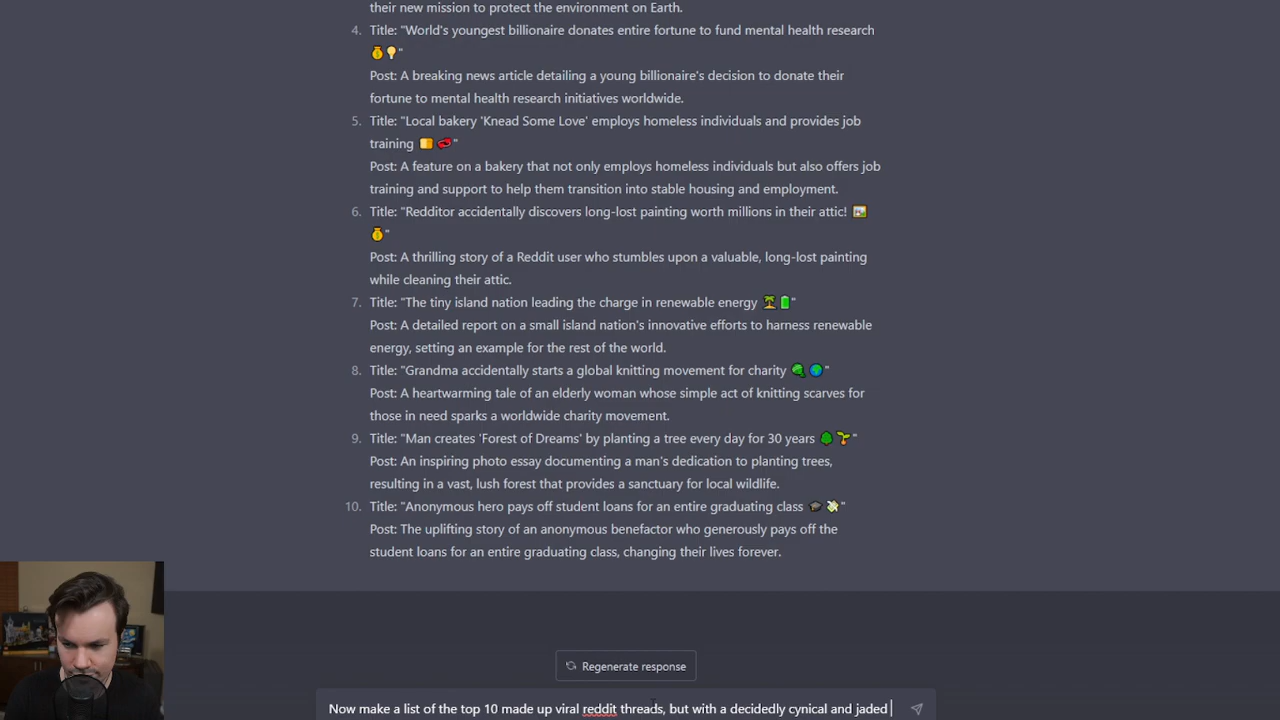 their new mission to protect the environment on Earth.
4. Title: "World's youngest billionaire donates entire fortune to fund mental health research
💰💡"
Post: A breaking news article detailing a young billionaire's decision to donate their
fortune to mental health research initiatives worldwide.
5. Title: "Local bakery 'Knead Some Love' employs homeless individuals and provides job
training 🍞❤️"
Post: A feature on a bakery that not only employs homeless individuals but also offers job
training and support to help them transition into stable housing and employment.
6. Title: "Redditor accidentally discovers long-lost painting worth millions in their attic! 🖼️
💰"
Post: A thrilling story of a Reddit user who stumbles upon a valuable, long-lost painting
while cleaning their attic.
7. Title: "The tiny island nation leading the charge in renewable energy 🏝️🔋"
Post: A detailed report on a small island nation's innovative efforts to harness renewable
energy, setting an example for the rest of the world.
8. Title: "Grandma accidentally starts a global knitting movement for charity 🧶🌍"
Post: A heartwarming tale of an elderly woman whose simple act of knitting scarves for
those in need sparks a worldwide charity movement.
9. Title: "Man creates 'Forest of Dreams' by planting a tree every day for 30 years 🌳🌱"
Post: An inspiring photo essay documenting a man's dedication to planting trees,
resulting in a vast, lush forest that provides a sanctuary for local wildlife.
10. Title: "Anonymous hero pays off student loans for an entire graduating class 🎓💸"
Post: The uplifting story of an anonymous benefactor who generously pays off the
student loans for an entire graduating class, changing their lives forever.
Regenerate response
Now make a list of the top 10 made up viral reddit threads, but with a decidedly cynical and jaded